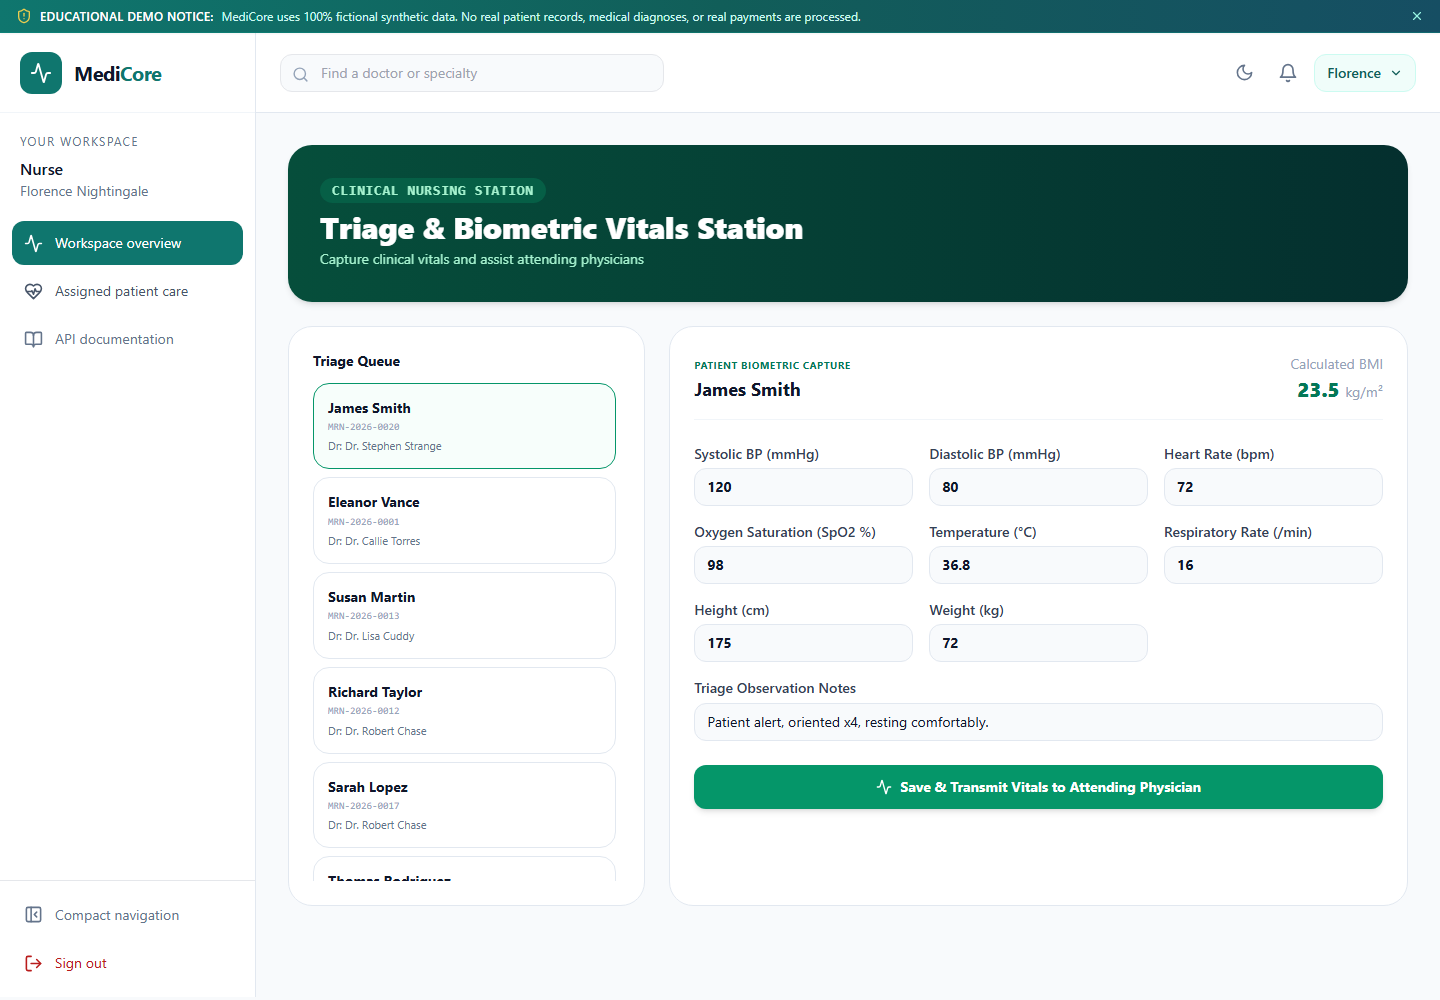 EDUCATIONAL DEMO NOTICE: MediCore uses 100% fictional synthetic data. No real patient records, medical diagnoses, or real payments are processed.
MediCore
Find a doctor or specialty
Florence
YOUR WORKSPACE
Nurse
Florence Nightingale
Workspace overview
Assigned patient care
API documentation
Compact navigation
Sign out
CLINICAL NURSING STATION
Triage & Biometric Vitals Station
Capture clinical vitals and assist attending physicians
Triage Queue
James Smith
MRN-2026-0020
Dr: Dr. Stephen Strange
Eleanor Vance
MRN-2026-0001
Dr: Dr. Callie Torres
Susan Martin
MRN-2026-0013
Dr: Dr. Lisa Cuddy
Richard Taylor
MRN-2026-0012
Dr: Dr. Robert Chase
Sarah Lopez
MRN-2026-0017
Dr: Dr. Robert Chase
Thomas Rodriguez
PATIENT BIOMETRIC CAPTURE
James Smith
Calculated BMI
23.5 kg/m²
Systolic BP (mmHg)
120
Diastolic BP (mmHg)
80
Heart Rate (bpm)
72
Oxygen Saturation (SpO2 %)
98
Temperature (°C)
36.8
Respiratory Rate (/min)
16
Height (cm)
175
Weight (kg)
72
Triage Observation Notes
Patient alert, oriented x4, resting comfortably.
Save & Transmit Vitals to Attending Physician